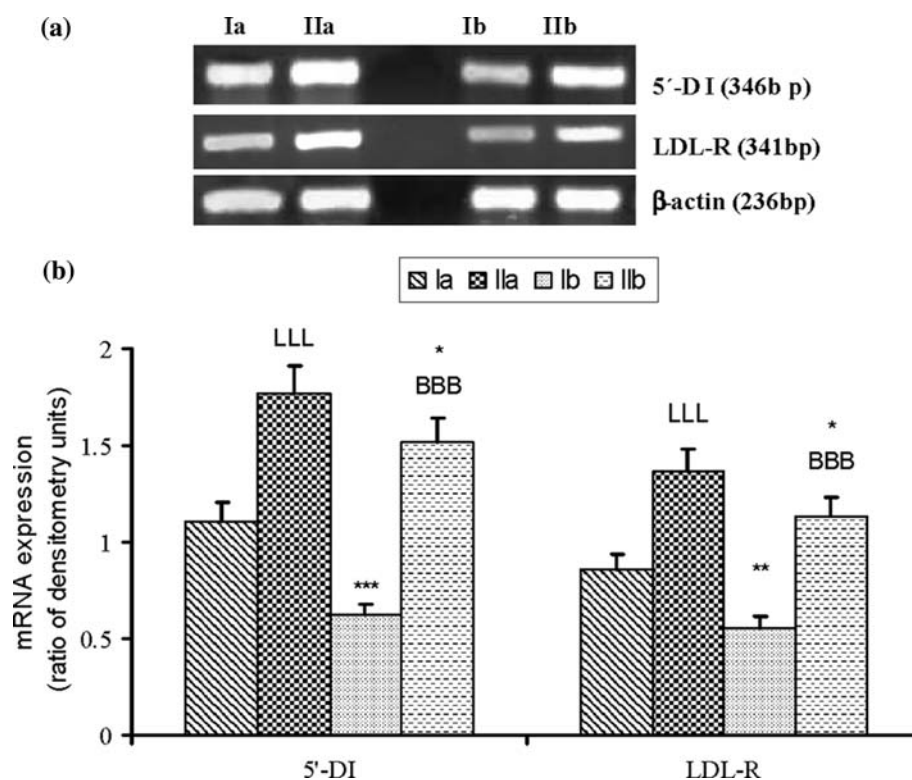 (a)
Ia IIa Ib IIb
5´-D I (346b p)
LDL-R (341bp)
β-actin (236bp)
(b)
Ia IIa Ib IIb
mRNA expression
(ratio of densitometry units)
2
1.5
1
0.5
0
LLL
***
*
BBB
LLL
**
*
BBB
5'-DI LDL-R